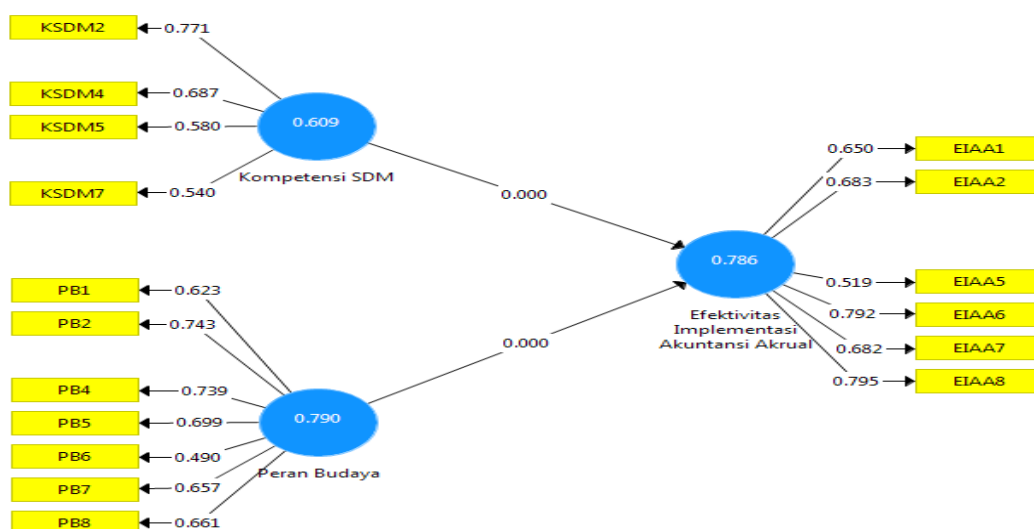 KSDM2
0.771
KSDM4
0.687
KSDM5
0.580
KSDM7
0.540
0.609
Kompetensi SDM
0.000
PB1
0.623
PB2
0.743
PB4
0.739
PB5
0.699
PB6
0.490
PB7
0.657
PB8
0.661
0.790
Peran Budaya
0.000
0.786
Efektivitas
Implementasi
Akuntansi Akrual
0.650
EIAA1
0.683
EIAA2
0.519
EIAA5
0.792
EIAA6
0.682
EIAA7
0.795
EIAA8